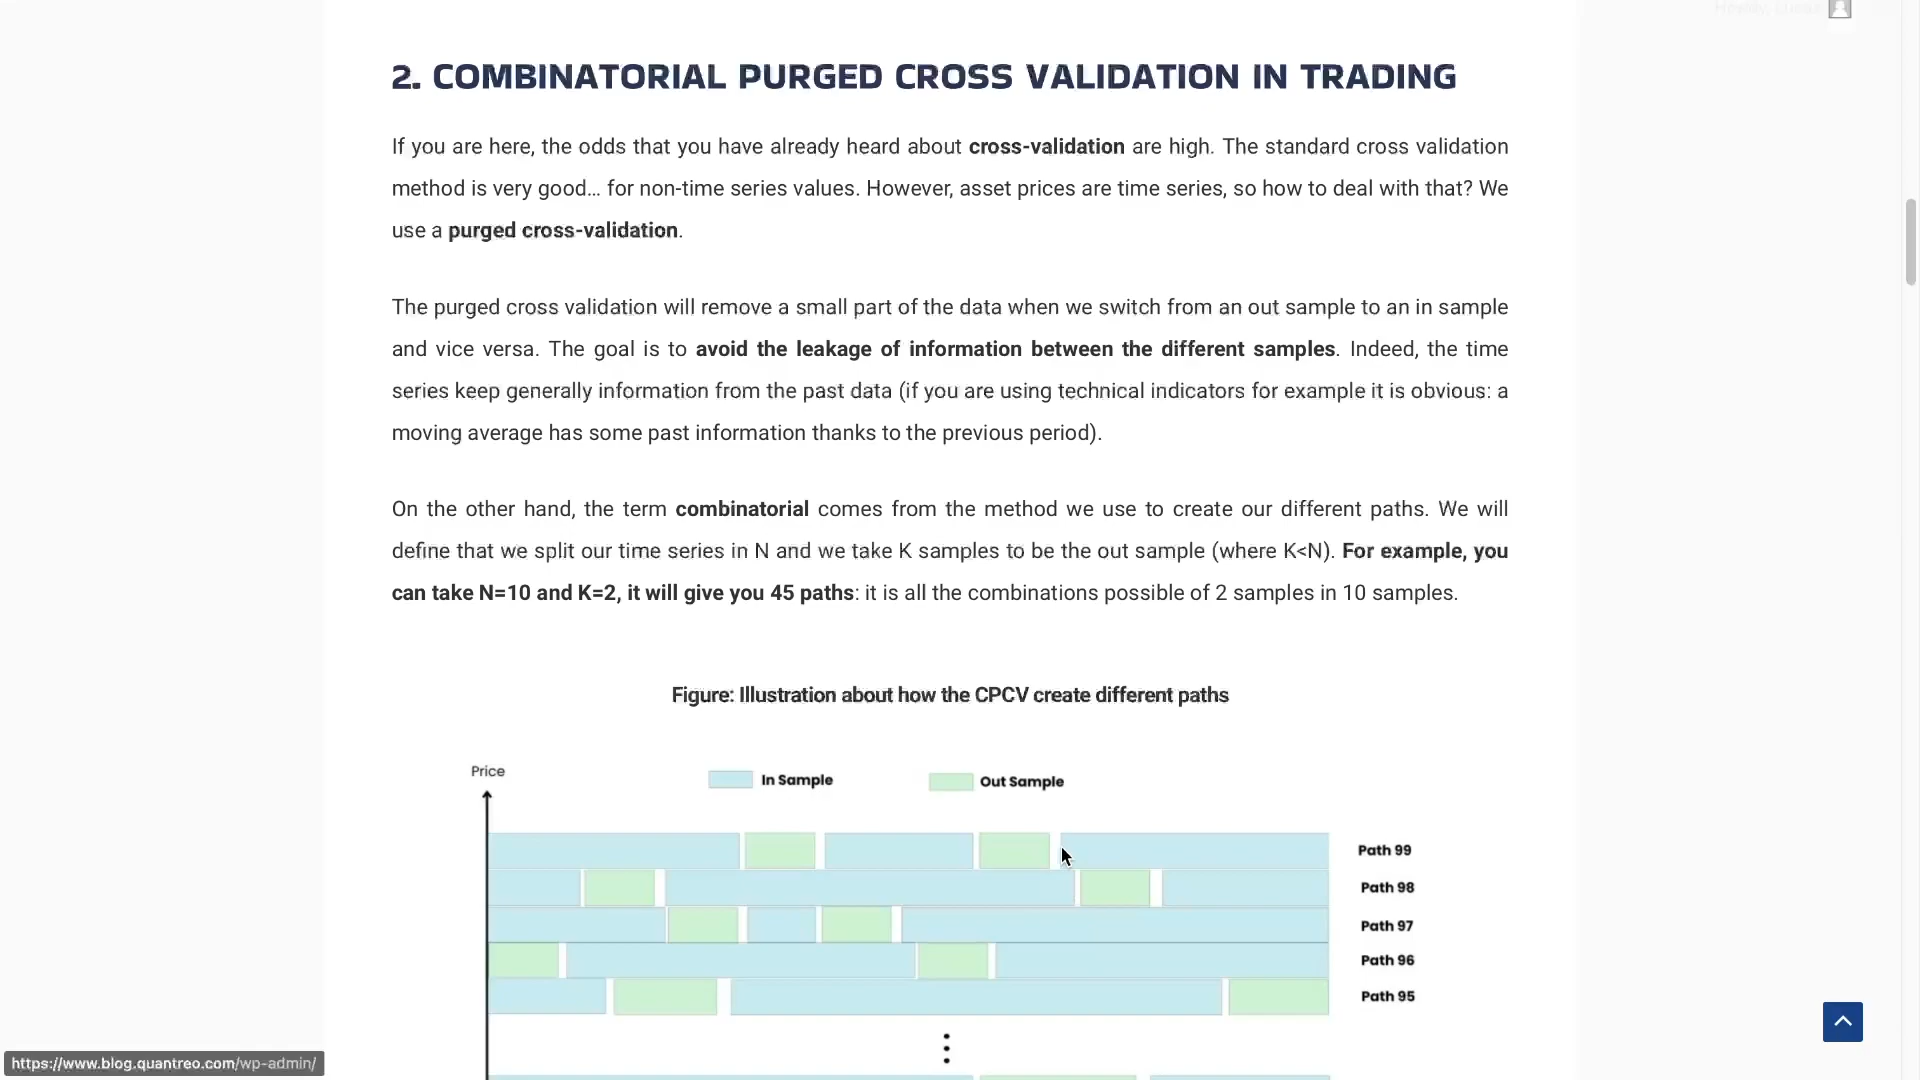 2. COMBINATORIAL PURGED CROSS VALIDATION IN TRADING
If you are here, the odds that you have already heard about cross-validation are high. The standard cross validation
method is very good... for non-time series values. However, asset prices are time series, so how to deal with that? We
use a purged cross-validation.
The purged cross validation will remove a small part of the data when we switch from an out sample to an in sample
and vice versa. The goal is to avoid the leakage of information between the different samples. Indeed, the time
series keep generally information from the past data (if you are using technical indicators for example it is obvious: a
moving average has some past information thanks to the previous period).
On the other hand, the term combinatorial comes from the method we use to create our different paths. We will
define that we split our time series in N and we take K samples to be the out sample (where K<N). For example, you
can take N=10 and K=2, it will give you 45 paths: it is all the combinations possible of 2 samples in 10 samples.
Figure: Illustration about how the CPCV create different paths
Price
In Sample
Out Sample
Path 99
Path 98
Path 97
Path 96
Path 95
https://www.blog.quantreo.com/wp-admin/